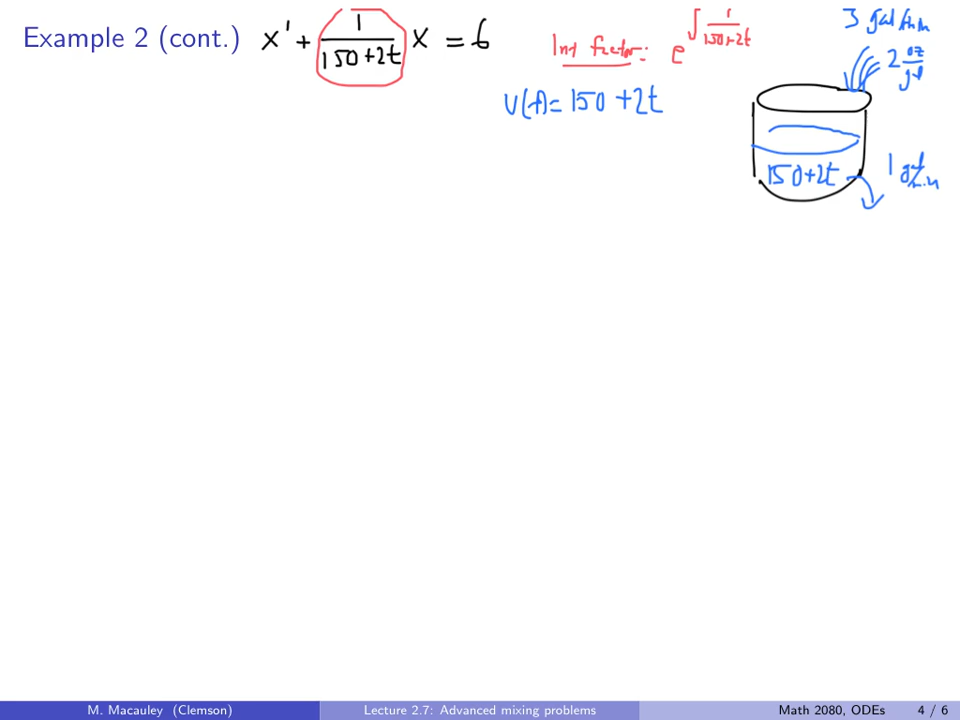 Example 2 (cont.) x' + 1/(150+2t) x = 6
Int factor: e^∫ 1/(150+2t)
V(t) = 150 + 2t
3 gal/min
2 oz/gal
150+2t
1 gal/min
M. Macauley (Clemson) Lecture 2.7: Advanced mixing problems Math 2080, ODEs 4 / 6